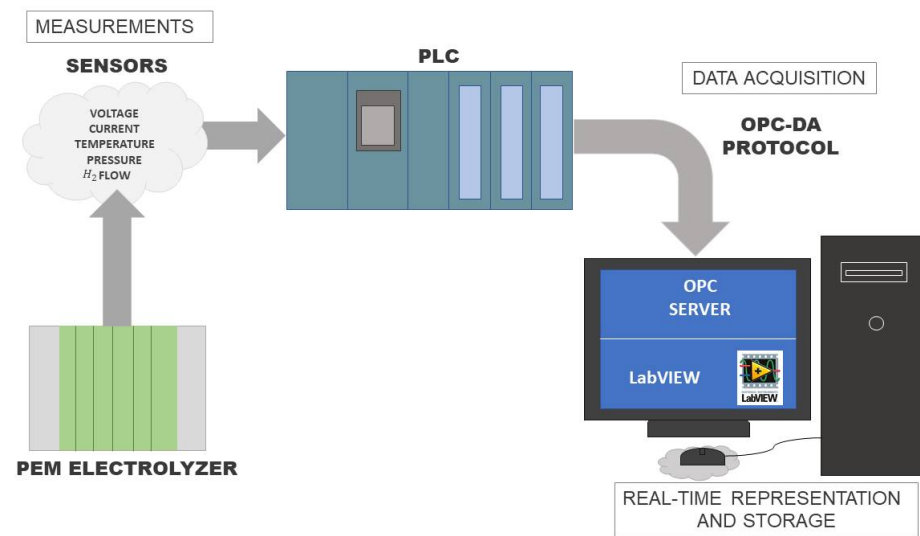 MEASUREMENTS
SENSORS
VOLTAGE
CURRENT
TEMPERATURE
PRESSURE
H₂ FLOW
PEM ELECTROLYZER
PLC
DATA ACQUISITION
OPC-DA
PROTOCOL
OPC
SERVER
LabVIEW
LabVIEW
REAL-TIME REPRESENTATION
AND STORAGE